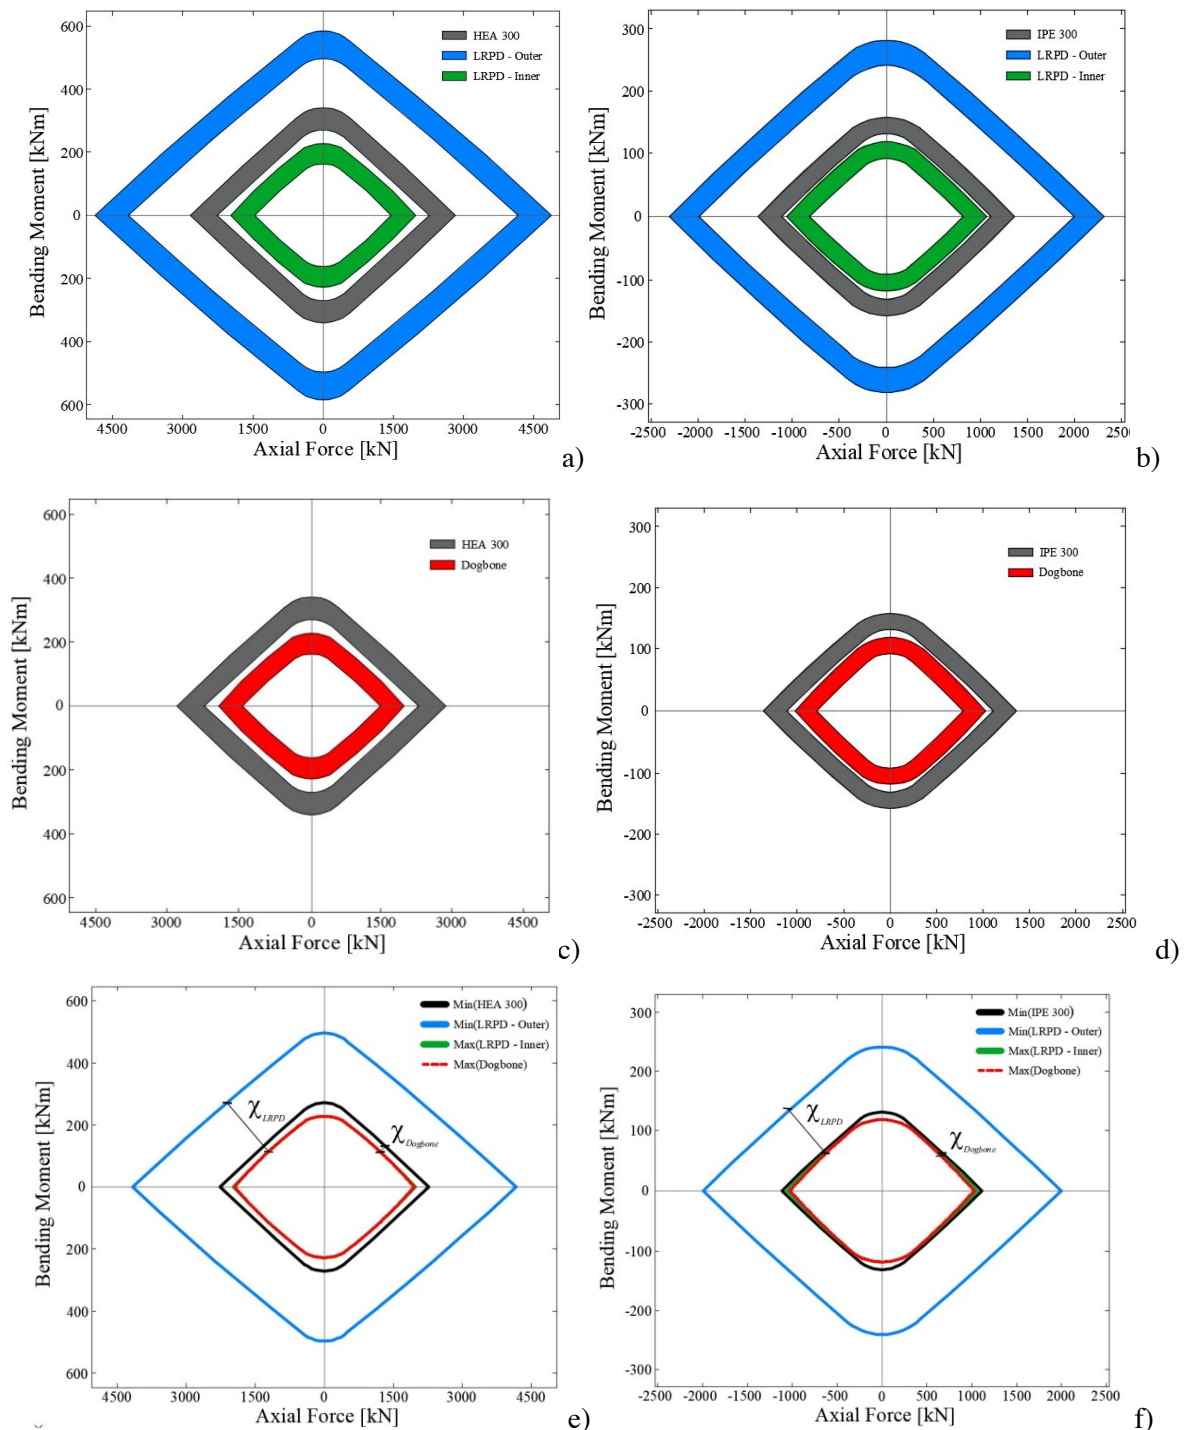 600
400
200
0
200
400
600
Bending Moment [kNm]
HEA 300
LRPD - Outer
LRPD - Inner
4500 3000 1500 0 1500 3000 4500
Axial Force [kN]
a)
300
200
100
0
-100
-200
-300
Bending Moment [kNm]
IPE 300
LRPD - Outer
LRPD - Inner
-2500 -2000 -1500 -1000 -500 0 500 1000 1500 2000 2500
Axial Force [kN]
b)
600
400
200
0
200
400
600
Bending Moment [kNm]
HEA 300
Dogbone
4500 3000 1500 0 1500 3000 4500
Axial Force [kN]
c)
300
200
100
0
-100
-200
-300
Bending Moment [kNm]
IPE 300
Dogbone
-2500 -2000 -1500 -1000 -500 0 500 1000 1500 2000 2500
Axial Force [kN]
d)
600
400
200
0
200
400
600
Bending Moment [kNm]
Min(HEA 300)
Min(LRPD - Outer)
Max(LRPD - Inner)
Max(Dogbone)
χ LRPD
χ Dogbone
4500 3000 1500 0 1500 3000 4500
Axial Force [kN]
e)
300
200
100
0
-100
-200
-300
Bending Moment [kNm]
Min(IPE 300)
Min(LRPD - Outer)
Max(LRPD - Inner)
Max(Dogbone)
χ LRPD
χ Dogbone
-2500 -2000 -1500 -1000 -500 0 500 1000 1500 2000 2500
Axial Force [kN]
f)